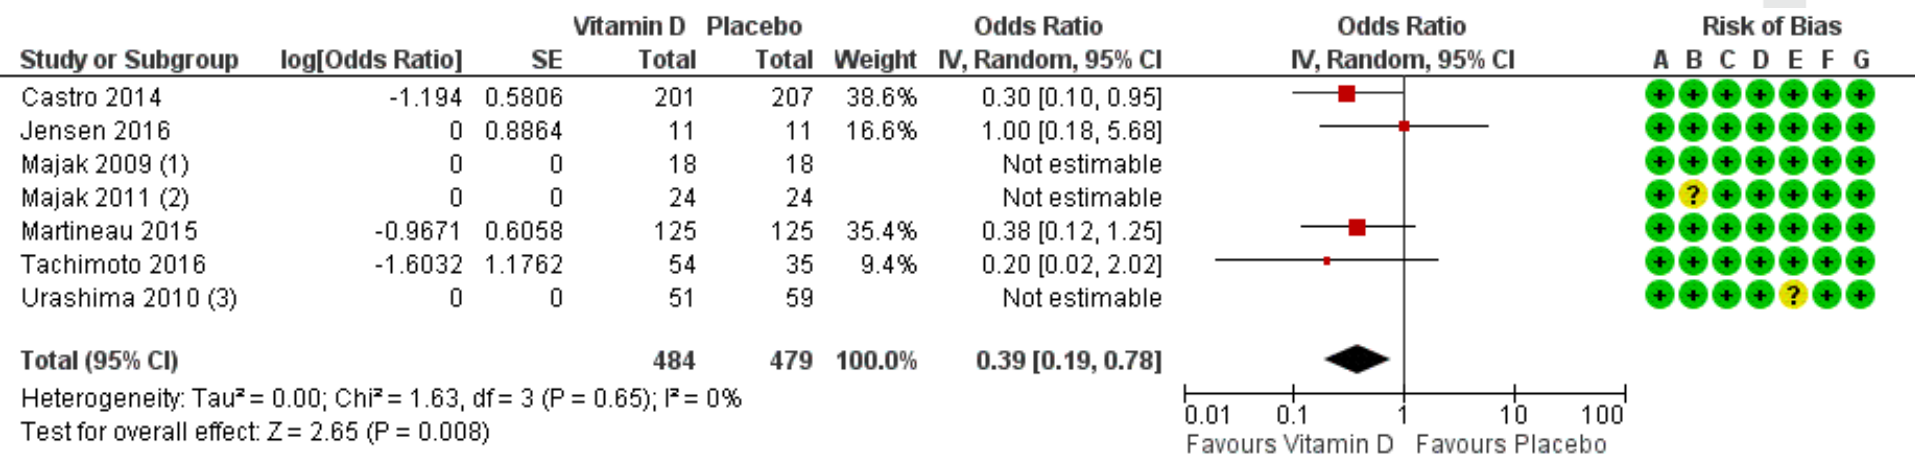 Vitamin D Placebo Odds Ratio Odds Ratio Risk of Bias
Study or Subgroup log[Odds Ratio] SE Total Total Weight IV, Random, 95% CI IV, Random, 95% CI A B C D E F G
Castro 2014 -1.194 0.5806 201 207 38.6% 0.30 [0.10, 0.95] + + + + + + +
Jensen 2016 0 0.8864 11 11 16.6% 1.00 [0.18, 5.68] + + + + + + +
Majak 2009 (1) 0 0 18 18 Not estimable + + + + + + +
Majak 2011 (2) 0 0 24 24 Not estimable + ? + + + + +
Martineau 2015 -0.9671 0.6058 125 125 35.4% 0.38 [0.12, 1.25] + + + + + + +
Tachimoto 2016 -1.6032 1.1762 54 35 9.4% 0.20 [0.02, 2.02] + + + + + + +
Urashima 2010 (3) 0 0 51 59 Not estimable + + + + ? + +
Total (95% CI) 484 479 100.0% 0.39 [0.19, 0.78]
Heterogeneity: Tau² = 0.00; Chi² = 1.63, df = 3 (P = 0.65); I² = 0%
Test for overall effect: Z = 2.65 (P = 0.008)
0.01 0.1 1 10 100
Favours Vitamin D Favours Placebo